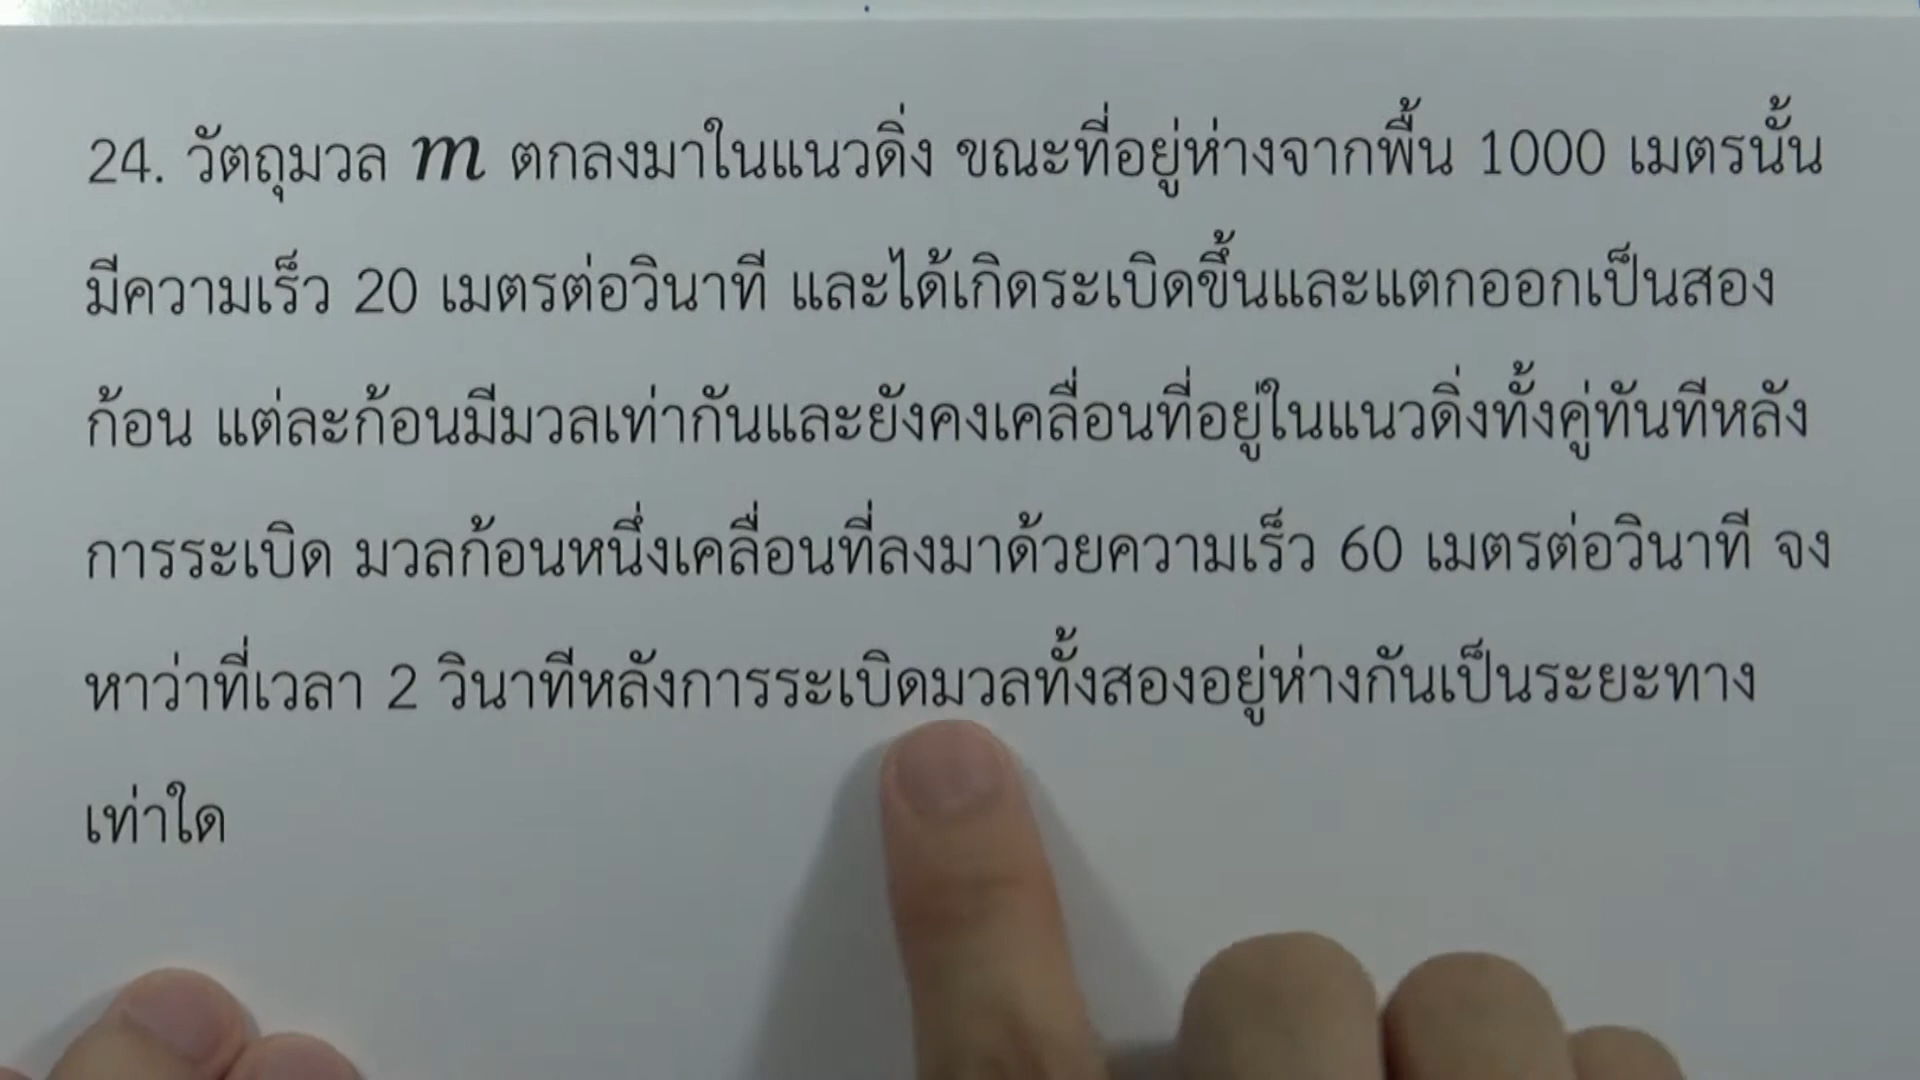 24. วัตถุมวล m ตกลงมาในแนวดิ่ง ขณะที่อยู่ห่างจากพื้น 1000 เมตรนั้น
มีความเร็ว 20 เมตรต่อวินาที และได้เกิดระเบิดขึ้นและแตกออกเป็นสอง
ก้อน แต่ละก้อนมีมวลเท่ากันและยังคงเคลื่อนที่อยู่ในแนวดิ่งทั้งคู่ทันทีหลัง
การระเบิด มวลก้อนหนึ่งเคลื่อนที่ลงมาด้วยความเร็ว 60 เมตรต่อวินาที จง
หาว่าที่เวลา 2 วินาทีหลังการระเบิดมวลทั้งสองอยู่ห่างกันเป็นระยะทาง
เท่าใด